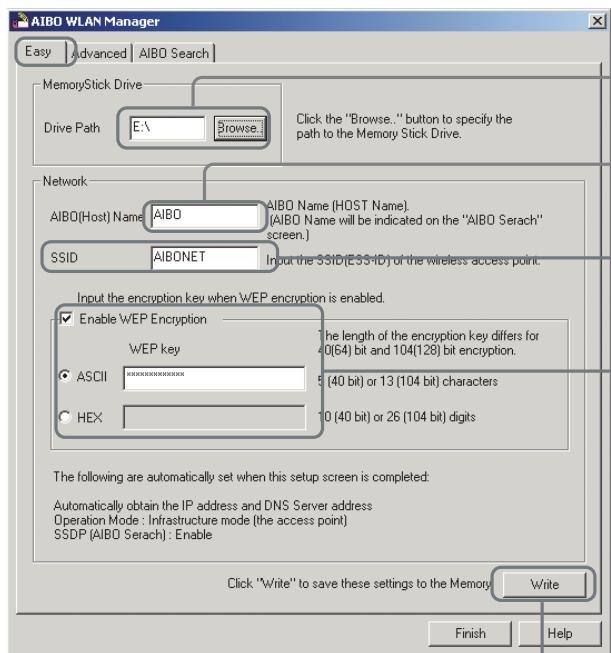 AIBO WLAN Manager
Easy Advanced AIBO Search
MemoryStick Drive
Drive Path E:\ Browse..
Click the "Browse.." button to specify the
path to the Memory Stick Drive.
Network
AIBO(Host) Name AIBO
AIBO Name (HOST Name).
(AIBO Name will be indicated on the "AIBO Serach"
screen.)
SSID AIBONET
Input the SSID(ESS-ID) of the wireless access point.
Input the encryption key when WEP encryption is enabled.
Enable WEP Encryption
WEP key
The length of the encryption key differs for
40(64) bit and 104(128) bit encryption.
ASCII *************
5 (40 bit) or 13 (104 bit) characters
HEX
10 (40 bit) or 26 (104 bit) digits
The following are automatically set when this setup screen is completed:
Automatically obtain the IP address and DNS Server address
Operation Mode : Infrastructure mode (the access point)
SSDP (AIBO Serach) : Enable
Click "Write" to save these settings to the Memory
Write
Finish Help